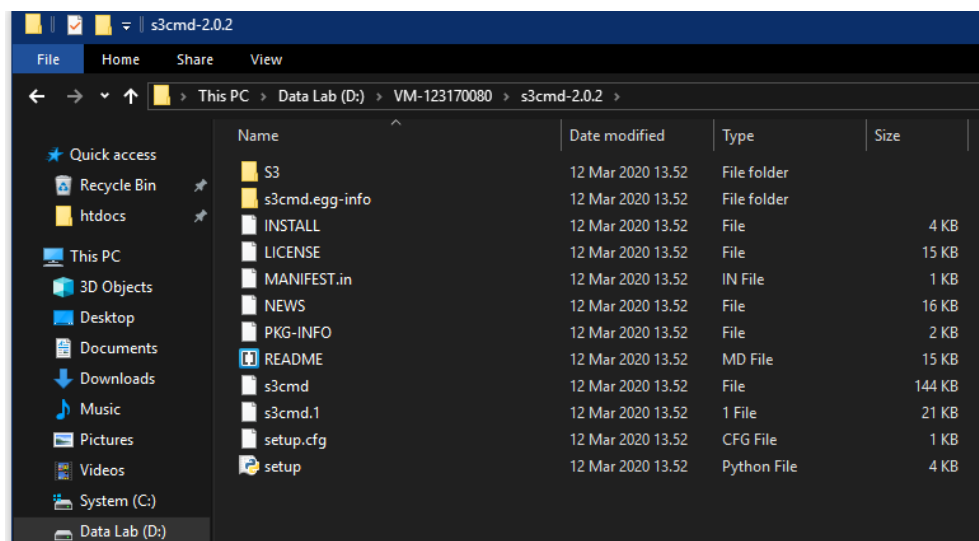 s3cmd-2.0.2
File Home Share View
This PC > Data Lab (D:) > VM-123170080 > s3cmd-2.0.2 >
Name Date modified Type Size
Quick access
Recycle Bin
htdocs
This PC
3D Objects
Desktop
Documents
Downloads
Music
Pictures
Videos
System (C:)
Data Lab (D:)
S3 12 Mar 2020 13.52 File folder
s3cmd.egg-info 12 Mar 2020 13.52 File folder
INSTALL 12 Mar 2020 13.52 File 4 KB
LICENSE 12 Mar 2020 13.52 File 15 KB
MANIFEST.in 12 Mar 2020 13.52 IN File 1 KB
NEWS 12 Mar 2020 13.52 File 16 KB
PKG-INFO 12 Mar 2020 13.52 File 2 KB
README 12 Mar 2020 13.52 MD File 15 KB
s3cmd 12 Mar 2020 13.52 File 144 KB
s3cmd.1 12 Mar 2020 13.52 1 File 21 KB
setup.cfg 12 Mar 2020 13.52 CFG File 1 KB
setup 12 Mar 2020 13.52 Python File 4 KB